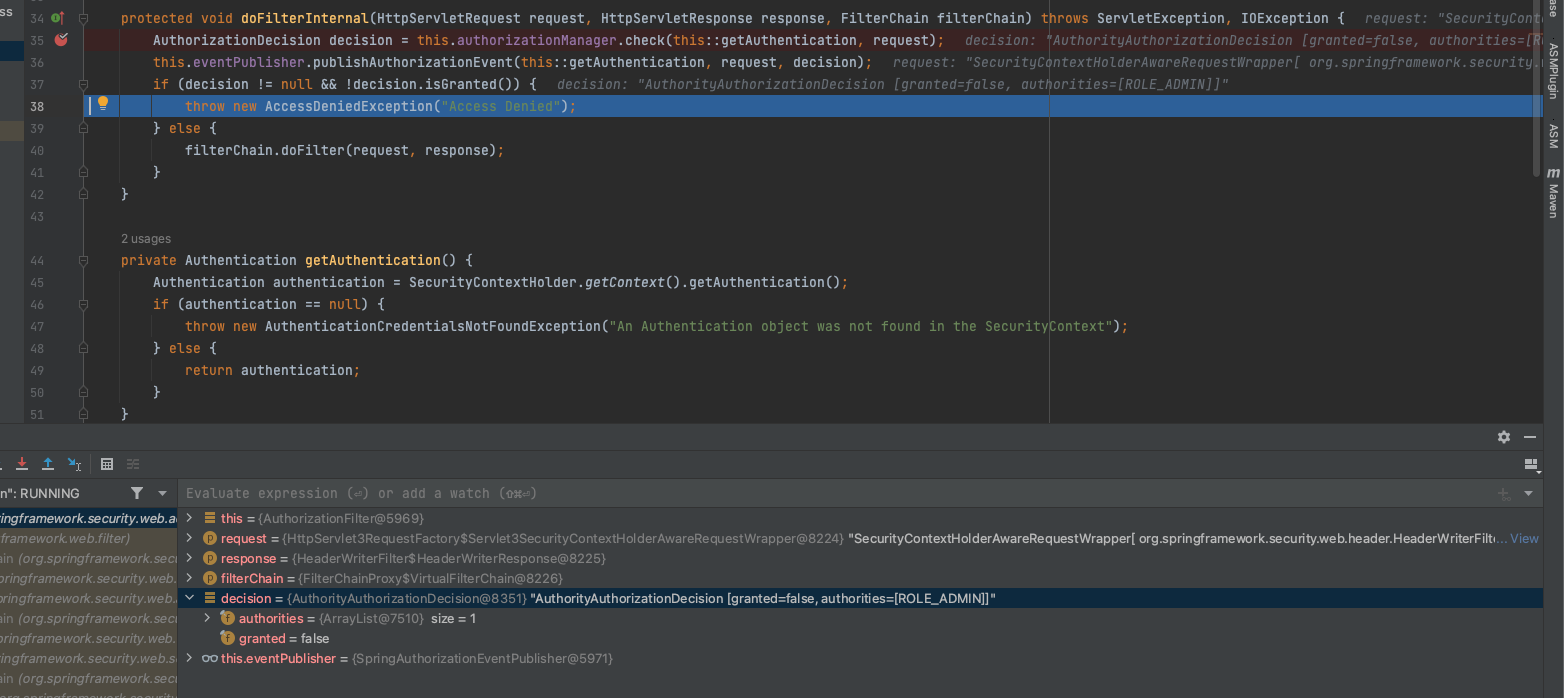 ss
34 protected void doFilterInternal(HttpServletRequest request, HttpServletResponse response, FilterChain filterChain) throws ServletException, IOException { request: "SecurityCont
35 AuthorizationDecision decision = this.authorizationManager.check(this::getAuthentication, request); decision: "AuthorityAuthorizationDecision [granted=false, authorities=[R
36 this.eventPublisher.publishAuthorizationEvent(this::getAuthentication, request, decision); request: "SecurityContextHolderAwareRequestWrapper[ org.springframework.security.
37 if (decision != null && !decision.isGranted()) { decision: "AuthorityAuthorizationDecision [granted=false, authorities=[ROLE_ADMIN]]"
38 throw new AccessDeniedException("Access Denied");
39 } else {
40 filterChain.doFilter(request, response);
41 }
42 }
43
2 usages
44 private Authentication getAuthentication() {
45 Authentication authentication = SecurityContextHolder.getContext().getAuthentication();
46 if (authentication == null) {
47 throw new AuthenticationCredentialsNotFoundException("An Authentication object was not found in the SecurityContext");
48 } else {
49 return authentication;
50 }
51 }
ase
ASMPlugin
ASM
m Maven
n": RUNNING
Evaluate expression (⏎) or add a watch (⇧⌘⏎)
pringframework.security.web.a
framework.web.filter)
ain (org.springframework.secu
pringframework.security.web.
ain (org.springframework.secu
pringframework.security.web.
pringframework.security.web.
pringframework.security.web.s
ain (org.springframework.secu
.org.springframework.security
this = {AuthorizationFilter@5969}
request = {HttpServlet3RequestFactory$Servlet3SecurityContextHolderAwareRequestWrapper@8224} "SecurityContextHolderAwareRequestWrapper[ org.springframework.security.web.header.HeaderWriterFilt... View
response = {HeaderWriterFilter$HeaderWriterResponse@8225}
filterChain = {FilterChainProxy$VirtualFilterChain@8226}
decision = {AuthorityAuthorizationDecision@8351} "AuthorityAuthorizationDecision [granted=false, authorities=[ROLE_ADMIN]]"
authorities = {ArrayList@7510} size = 1
granted = false
this.eventPublisher = {SpringAuthorizationEventPublisher@5971}